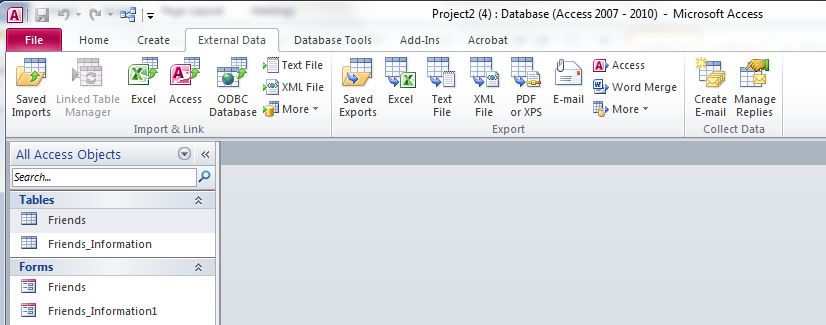 Project2 (4) : Database (Access 2007 - 2010) - Microsoft Access
File Home Create External Data Database Tools Add-Ins Acrobat
Saved Imports
Linked Table Manager
Excel
Access
ODBC Database
Text File
XML File
More
Import & Link
Saved Exports
Excel
Text File
XML File
PDF or XPS
E-mail
Access
Word Merge
More
Export
Create E-mail
Manage Replies
Collect Data
All Access Objects
Search...
Tables
Friends
Friends_Information
Forms
Friends
Friends_Information1